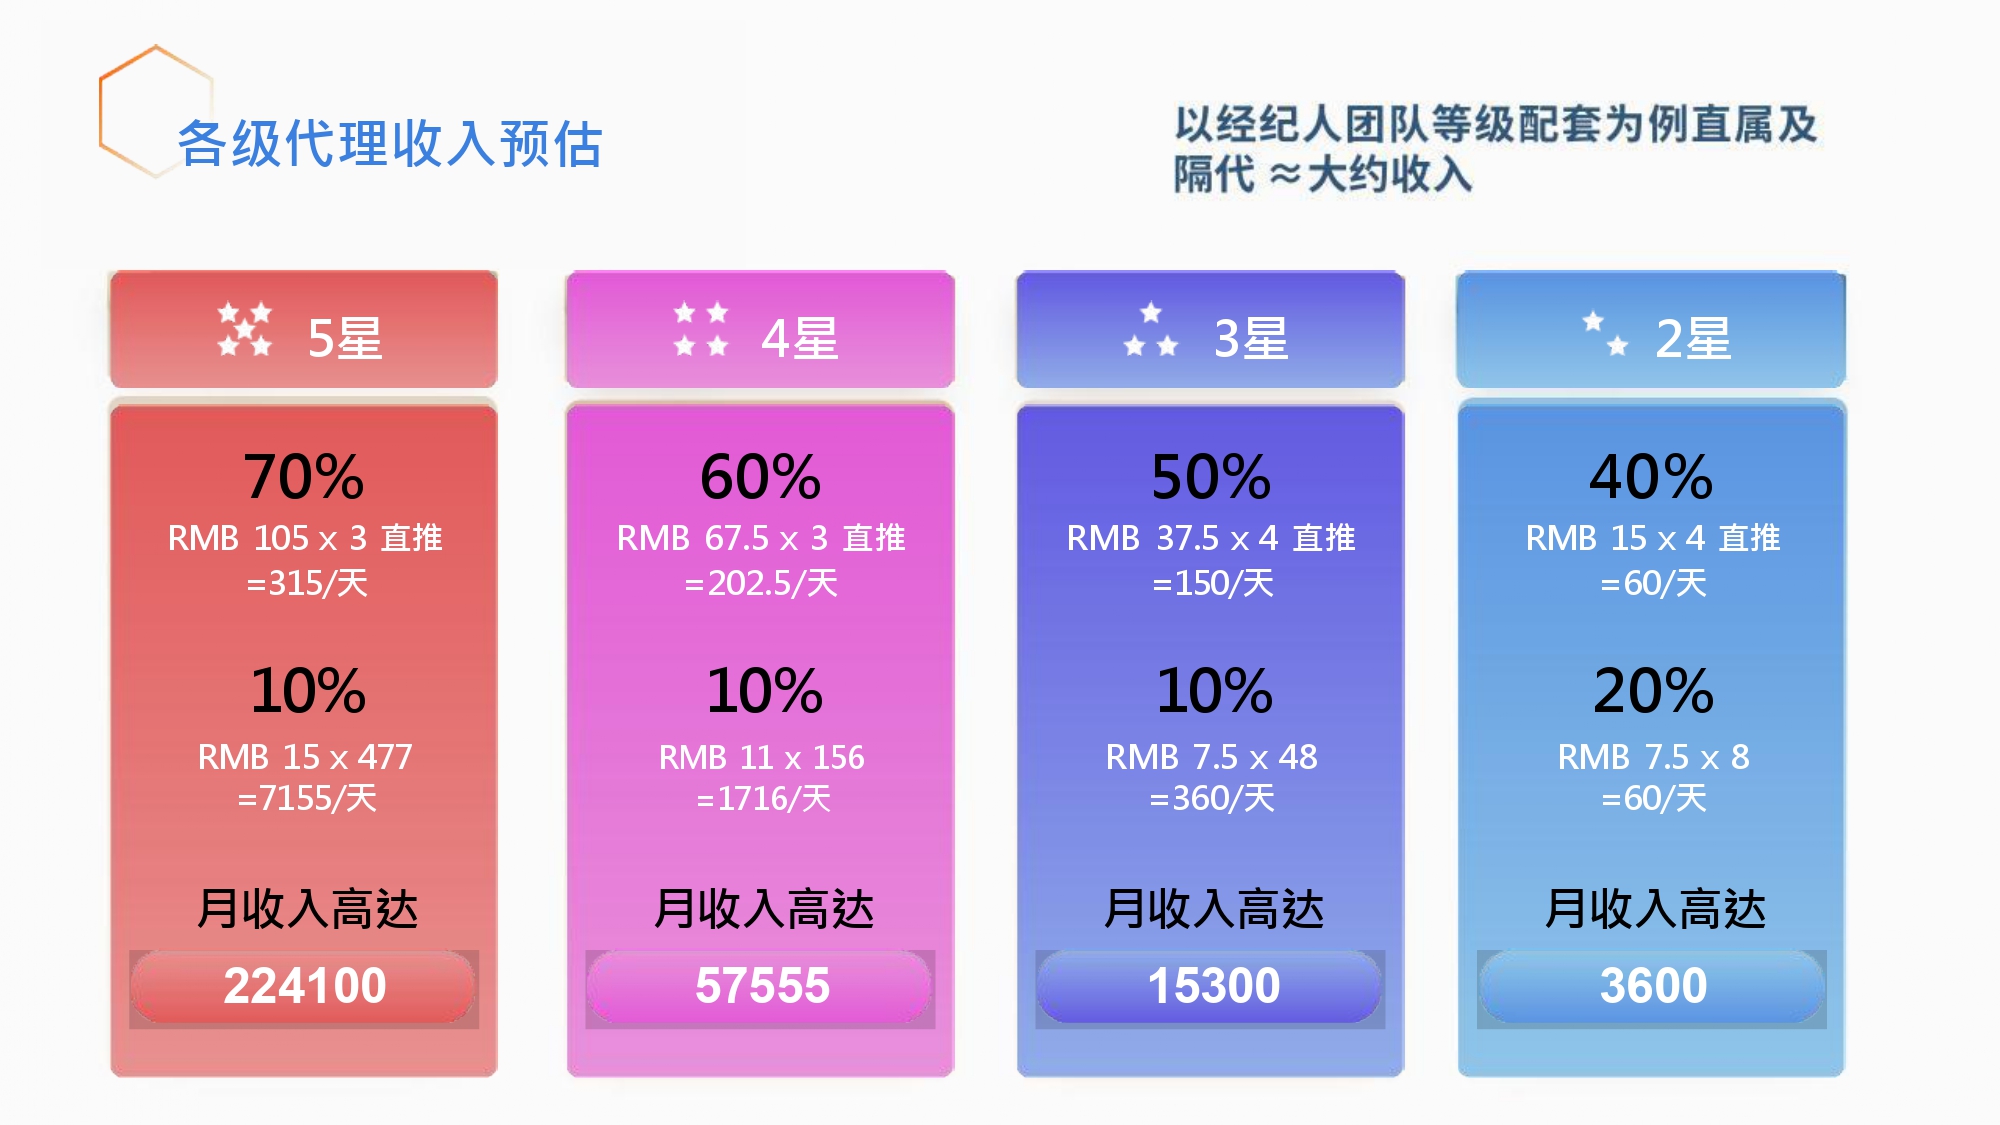 各级代理收入预估
以经纪人团队等级配套为例直属及
隔代 ≈大约收入
5星
70%
RMB 105 x 3 直推
=315/天
10%
RMB 15 x 477
=7155/天
月收入高达
224100
4星
60%
RMB 67.5 x 3 直推
=202.5/天
10%
RMB 11 x 156
=1716/天
月收入高达
57555
3星
50%
RMB 37.5 x 4 直推
=150/天
10%
RMB 7.5 x 48
=360/天
月收入高达
15300
2星
40%
RMB 15 x 4 直推
=60/天
20%
RMB 7.5 x 8
=60/天
月收入高达
3600